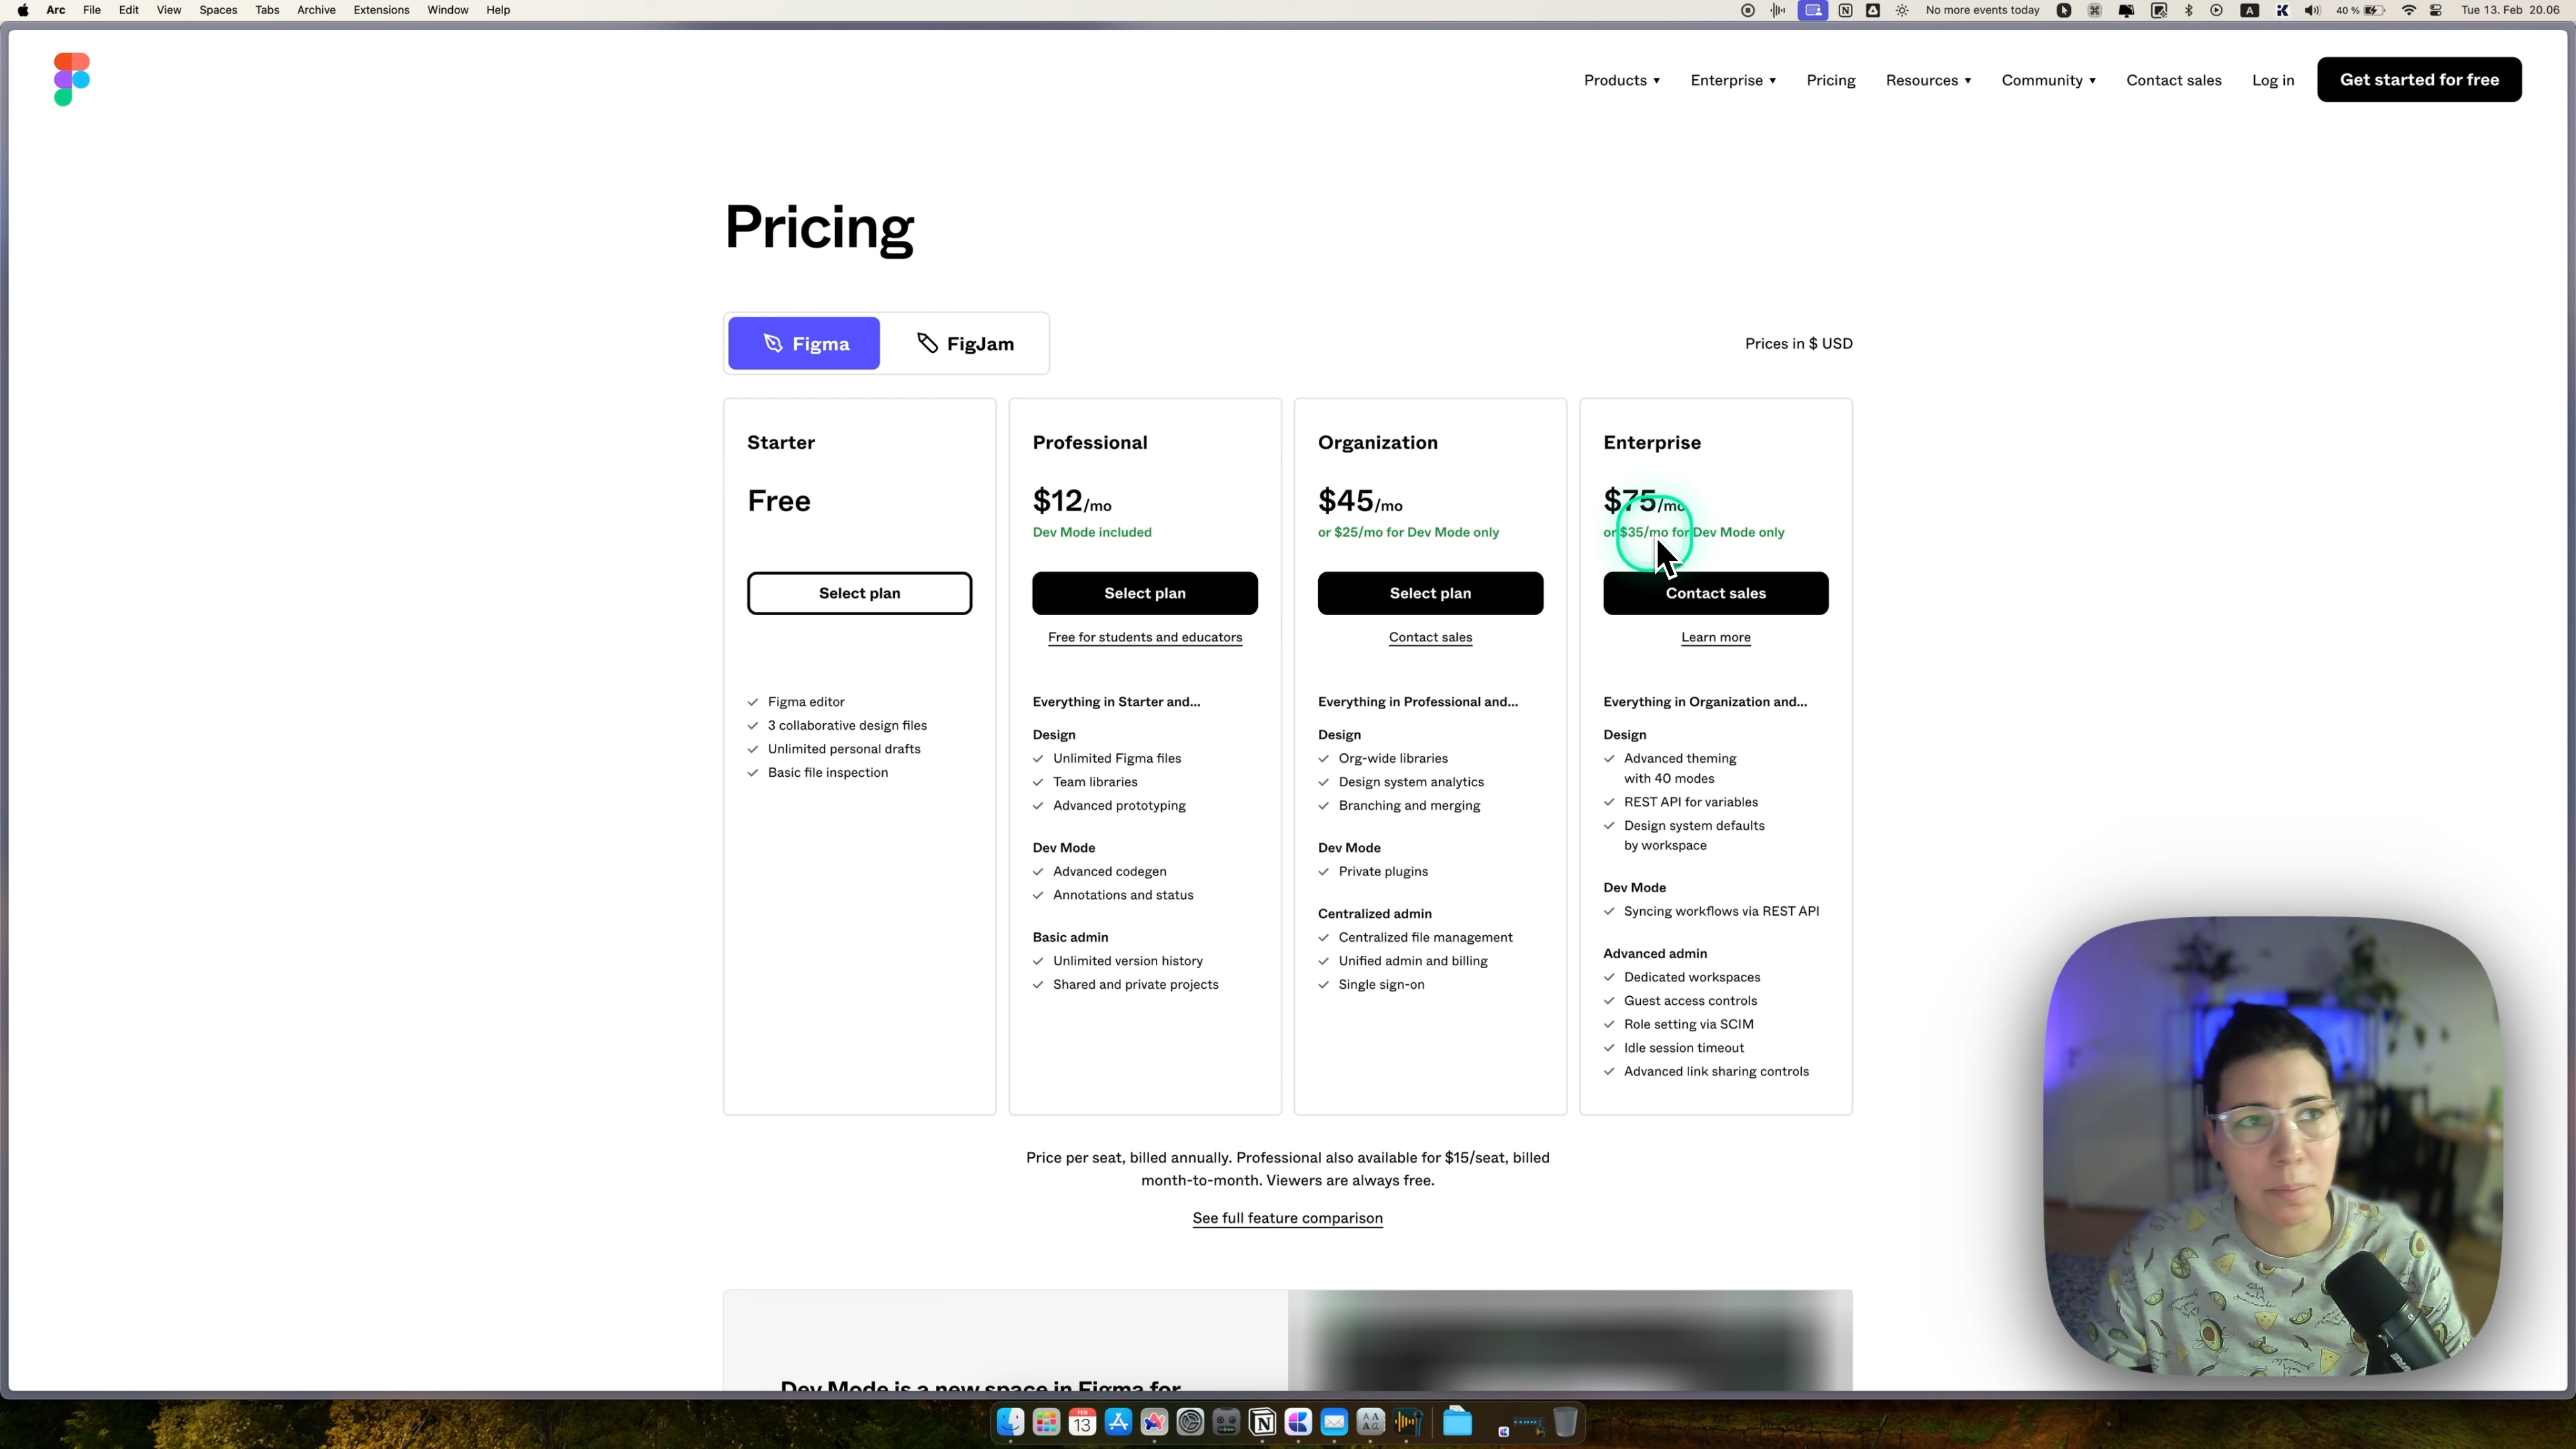 Arc File Edit View Spaces Tabs Archive Extensions Window Help
No more events today
40 %
Tue 13. Feb 20.06
Products Enterprise Pricing Resources Community Contact sales Log in Get started for free
Pricing
Figma FigJam
Prices in $ USD
Starter
Free
Select plan
Figma editor
3 collaborative design files
Unlimited personal drafts
Basic file inspection
Professional
$12/mo
Dev Mode included
Select plan
Free for students and educators
Everything in Starter and...
Design
Unlimited Figma files
Team libraries
Advanced prototyping
Dev Mode
Advanced codegen
Annotations and status
Basic admin
Unlimited version history
Shared and private projects
Organization
$45/mo
or $25/mo for Dev Mode only
Select plan
Contact sales
Everything in Professional and...
Design
Org-wide libraries
Design system analytics
Branching and merging
Dev Mode
Private plugins
Centralized admin
Centralized file management
Unified admin and billing
Single sign-on
Enterprise
$75/mo
or $35/mo for Dev Mode only
Contact sales
Learn more
Everything in Organization and...
Design
Advanced theming
with 40 modes
REST API for variables
Design system defaults
by workspace
Dev Mode
Syncing workflows via REST API
Advanced admin
Dedicated workspaces
Guest access controls
Role setting via SCIM
Idle session timeout
Advanced link sharing controls
Price per seat, billed annually. Professional also available for $15/seat, billed
month-to-month. Viewers are always free.
See full feature comparison
Dev Mode is a new space in Figma for
FEB
13